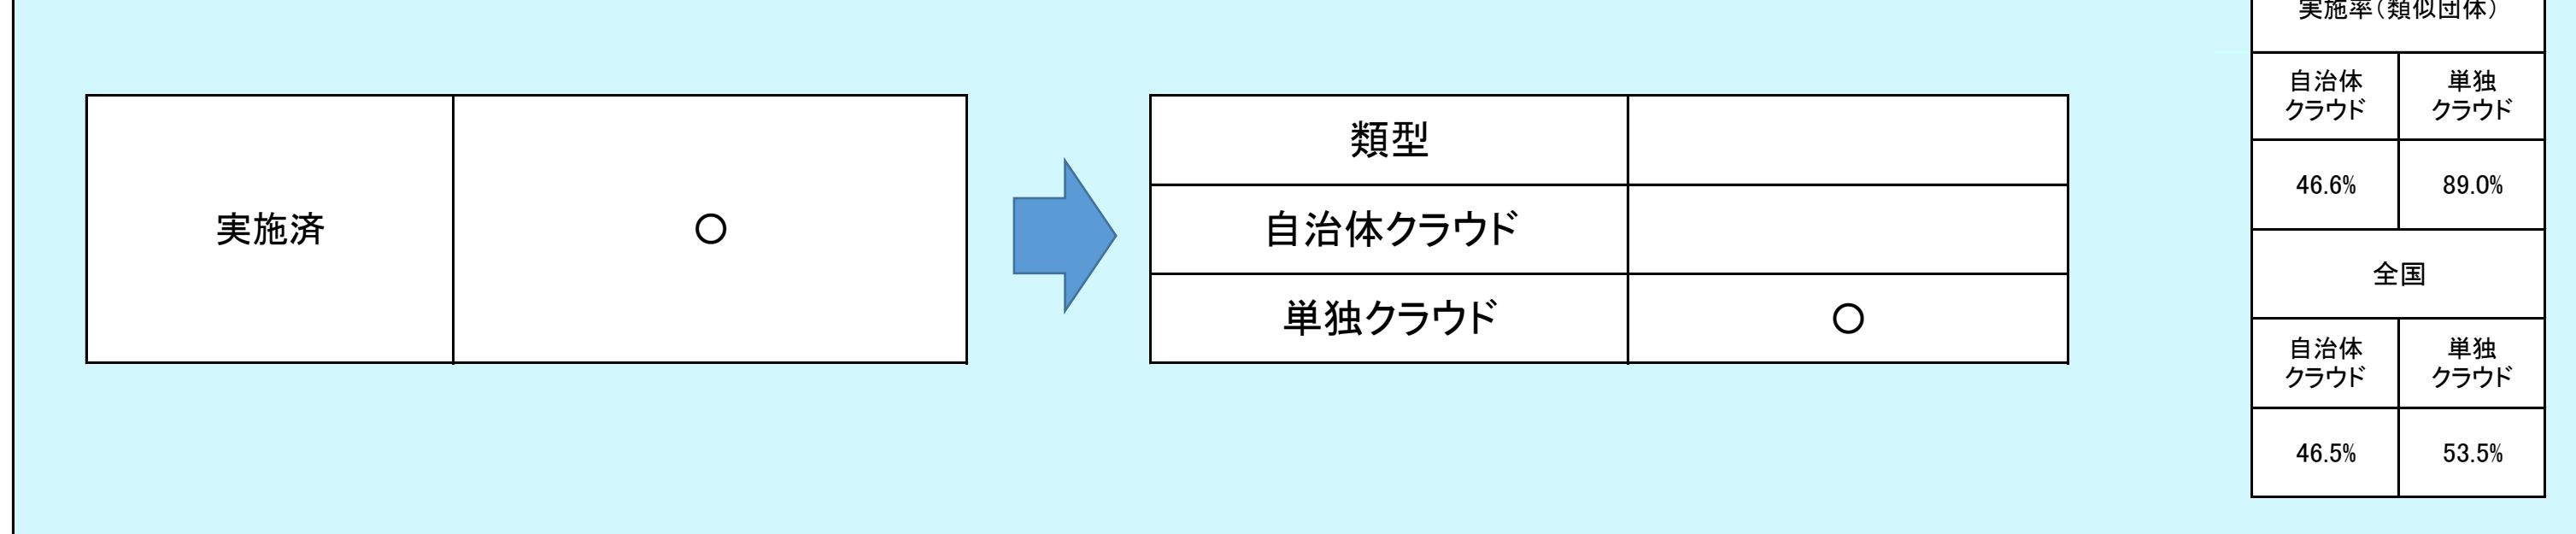 実施済
○
類型
自治体クラウド
単独クラウド
○
実施率(類似団体)
自治体
クラウド
単独
クラウド
46.6%
89.0%
全国
自治体
クラウド
単独
クラウド
46.5%
53.5%